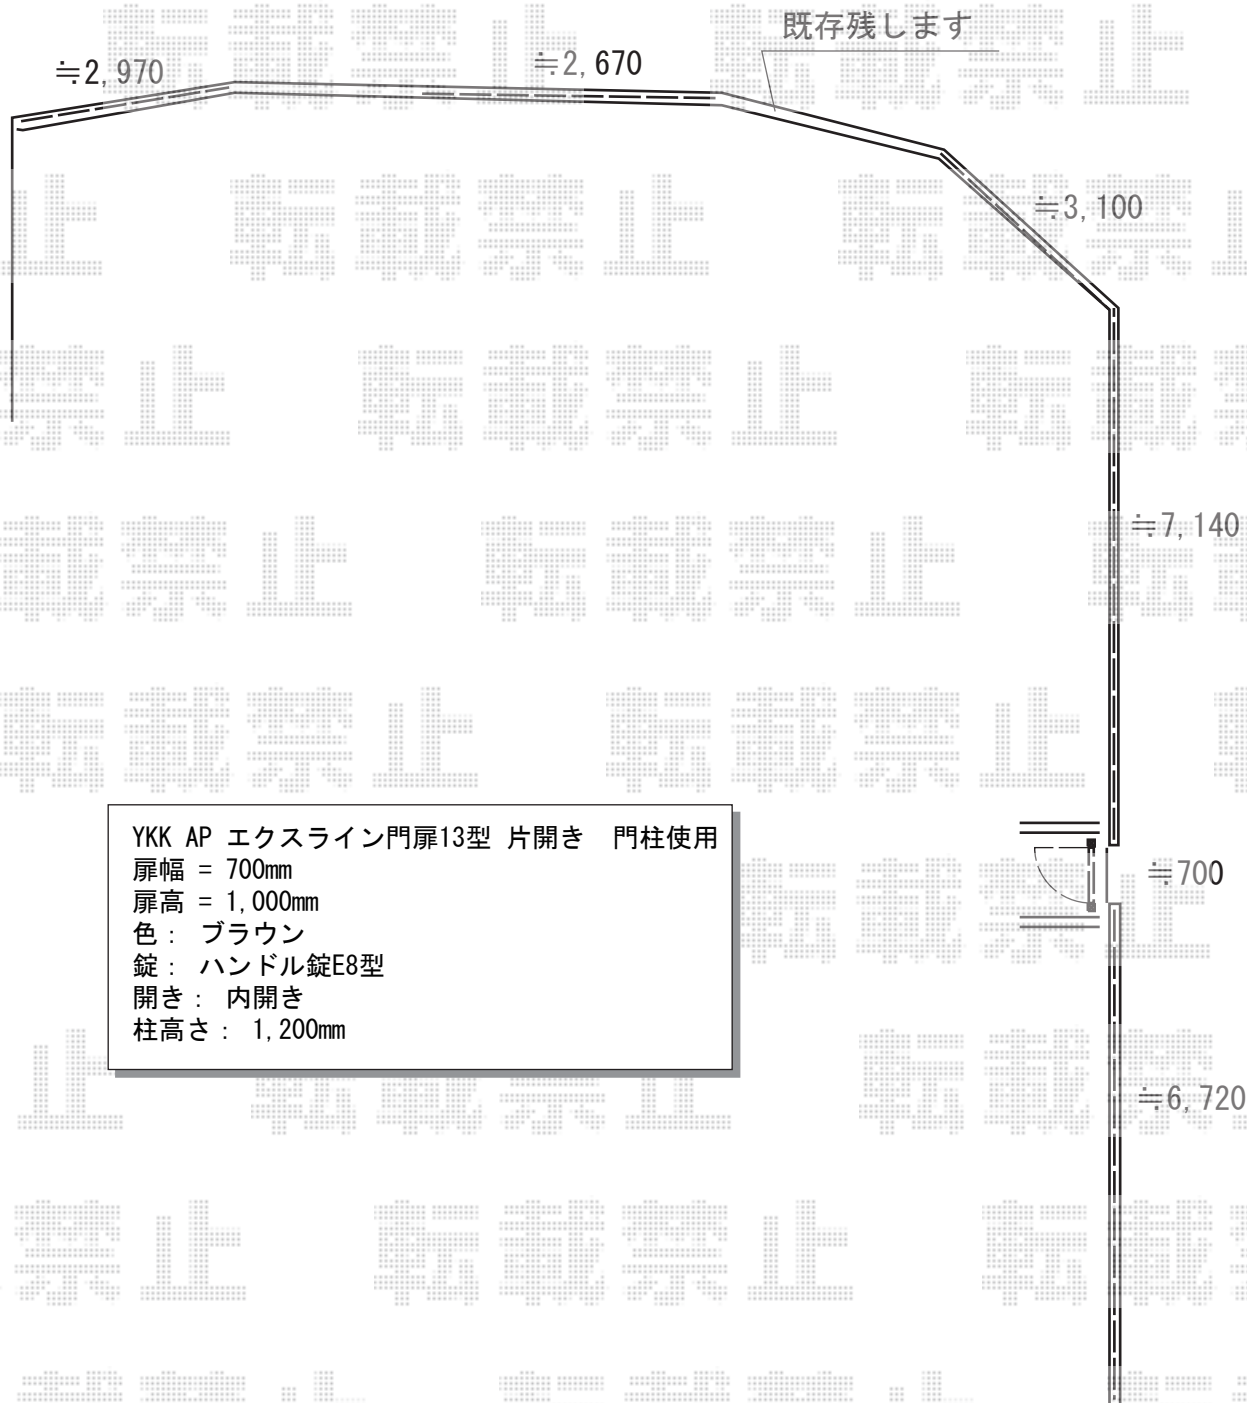 既存残します
≒2,970
≒2,670
≒3,100
≒7,140
YKK AP エクスライン門扉13型 片開き　門柱使用
扉幅 = 700mm
扉高 = 1,000mm
色： ブラウン
錠： ハンドル錠E8型
開き： 内開き
柱高さ： 1,200mm
≒700
≒6,720
転載禁止